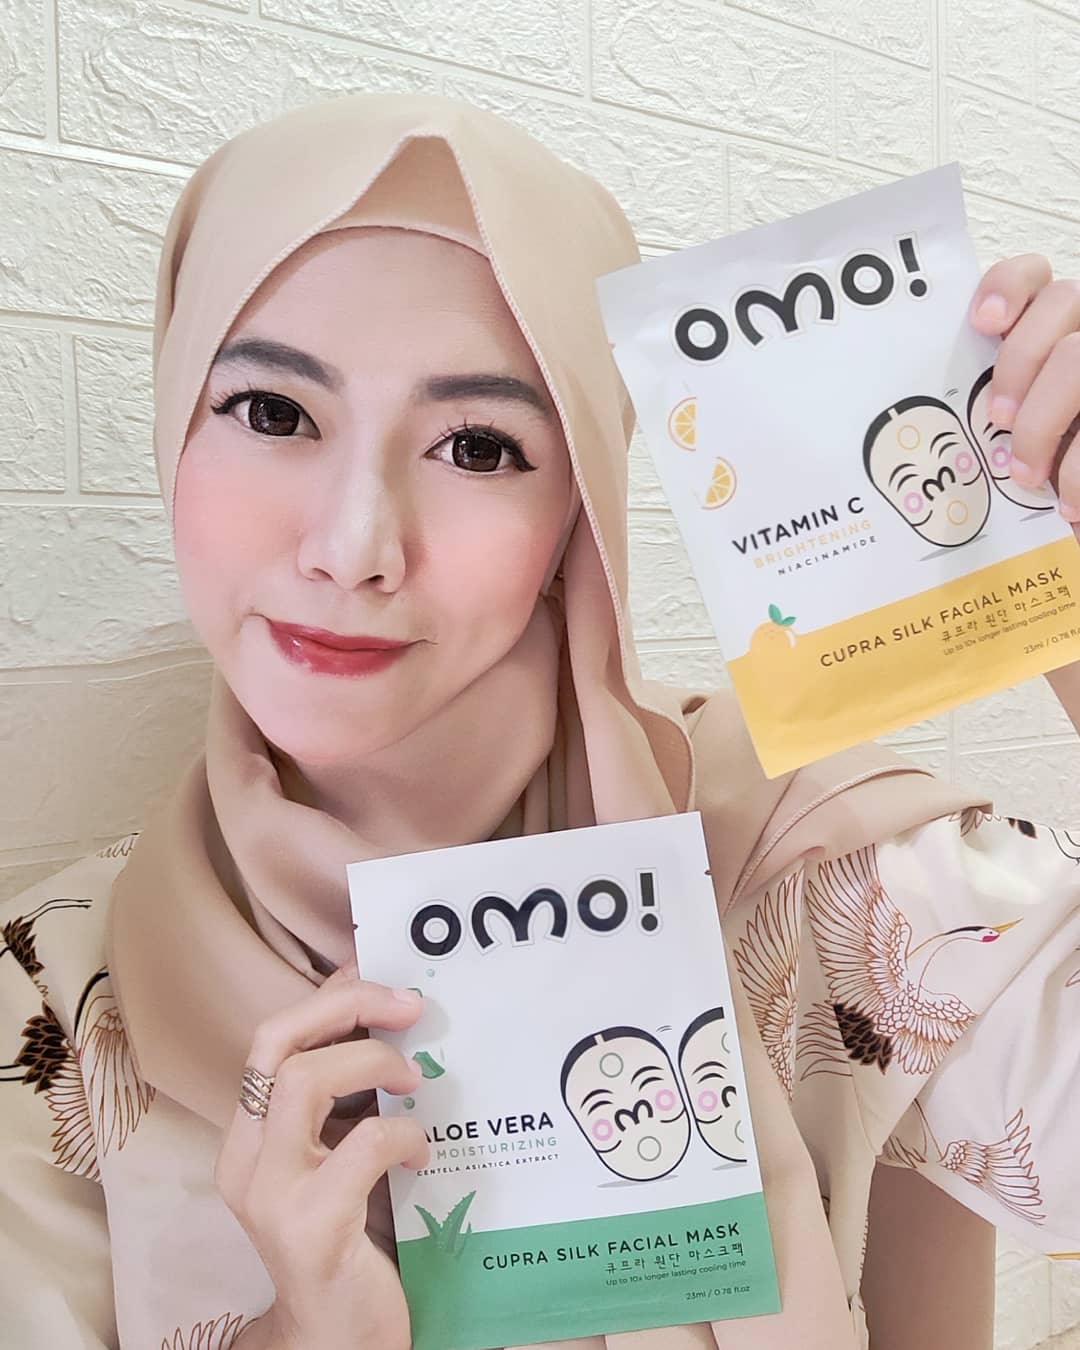 OMO!
VITAMIN C
BRIGHTENING
NIACINAMIDE
CUPRA SILK FACIAL MASK
큐프라 원단 마스크팩
Up to 10x longer lasting cooling time
23ml / 0.78 fl.o
OMO!
ALOE VERA
MOISTURIZING
CENTELA ASIATICA EXTRACT
CUPRA SILK FACIAL MASK
큐프라 원단 마스크팩
Up to 10x longer lasting cooling time
23ml / 0.78 fl.oz